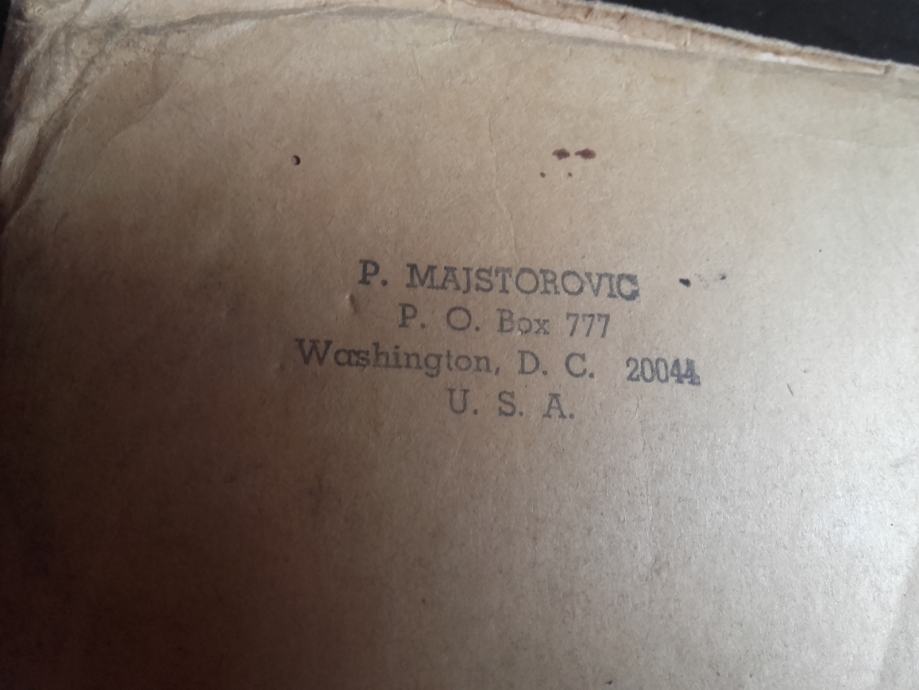 P. MAJSTOROVIC
P. O. Box 777
Washington, D. C. 20044
U. S. A.